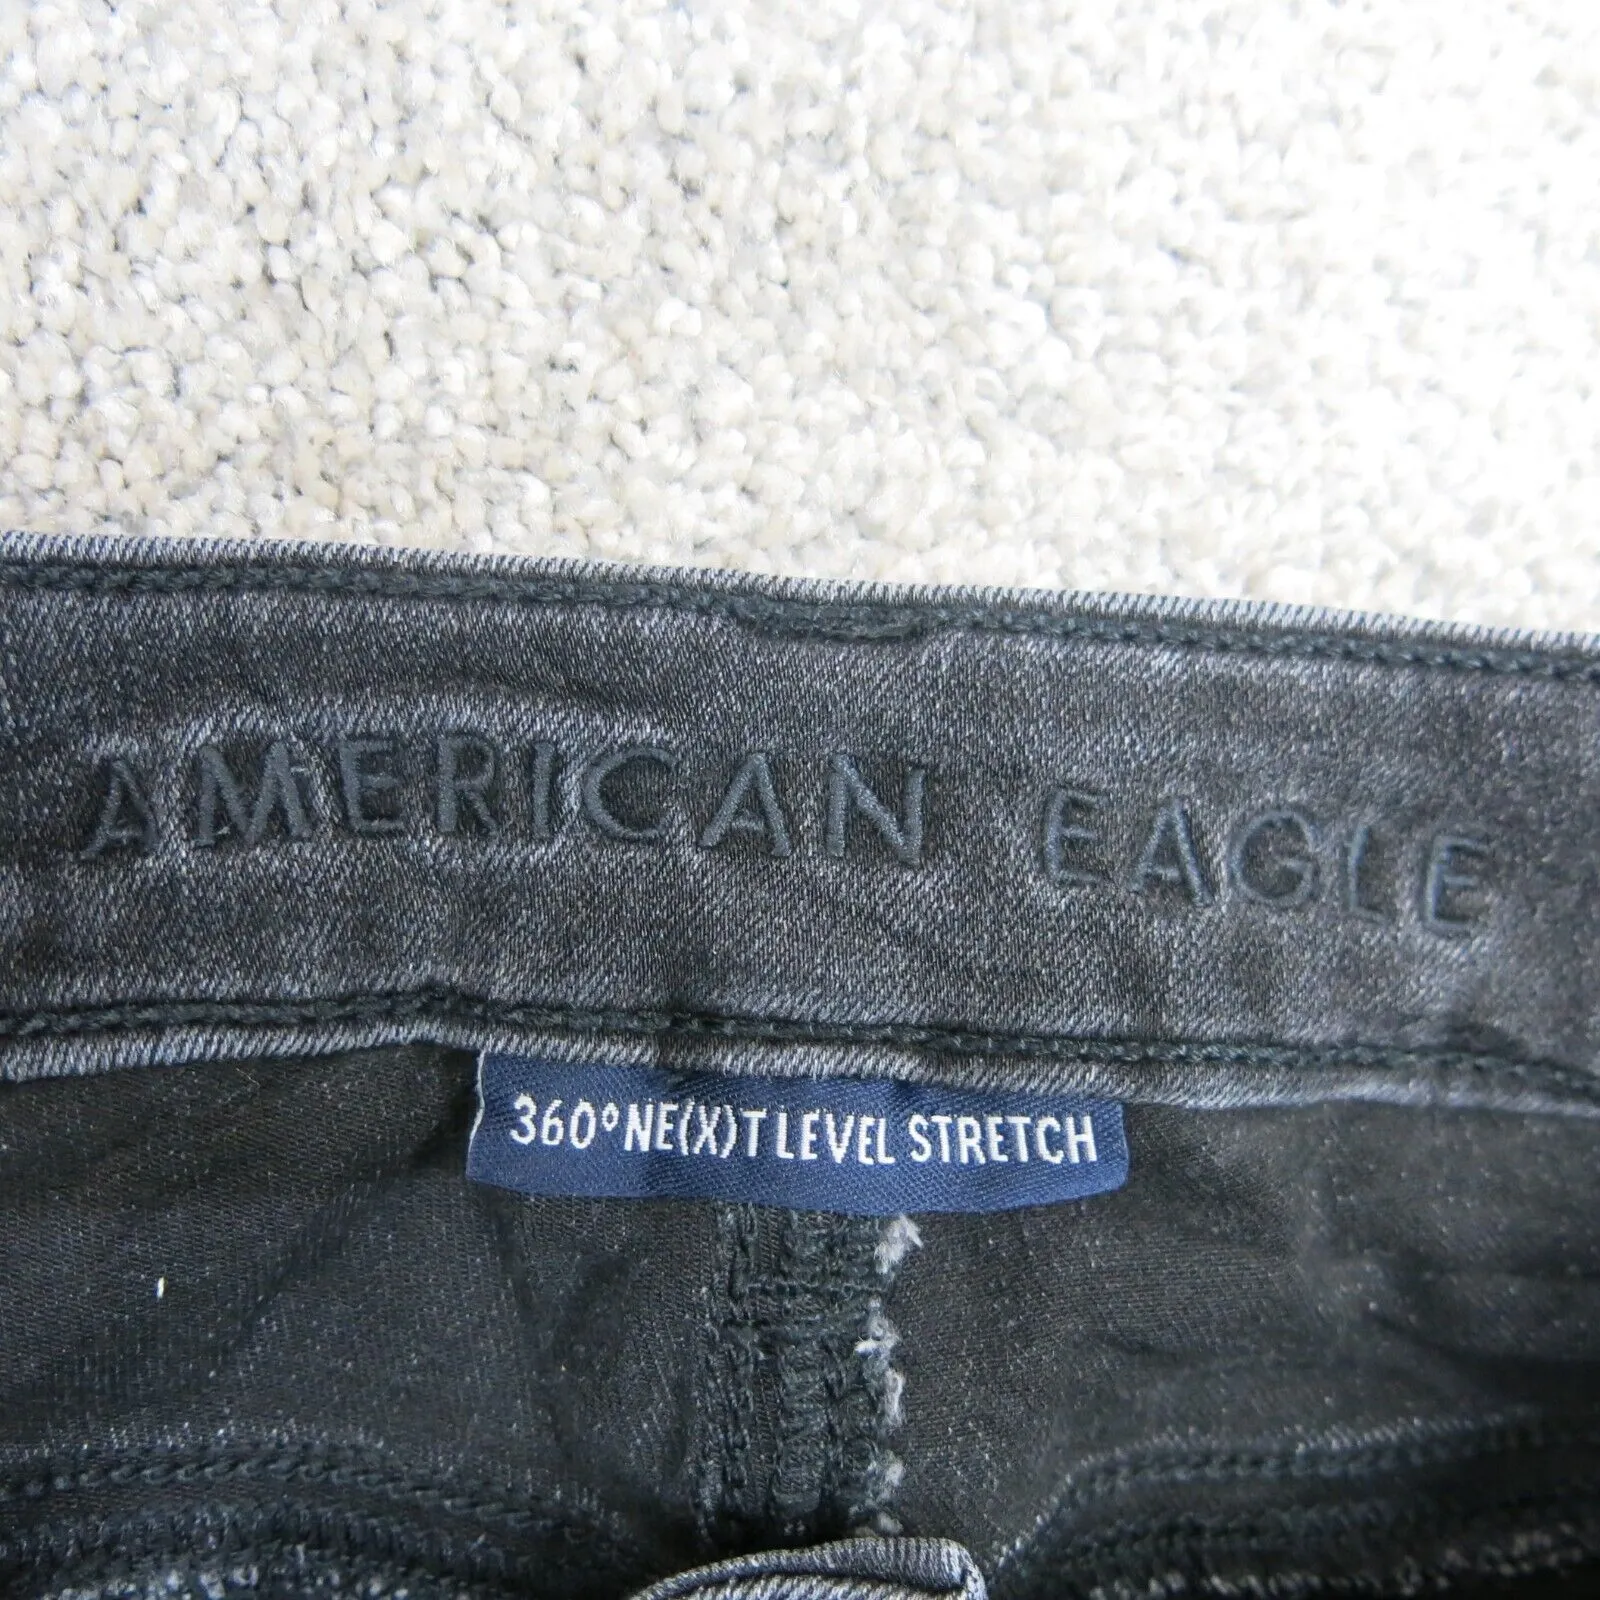 AMERICAN EAGLE
360° NE(X)T LEVEL STRETCH